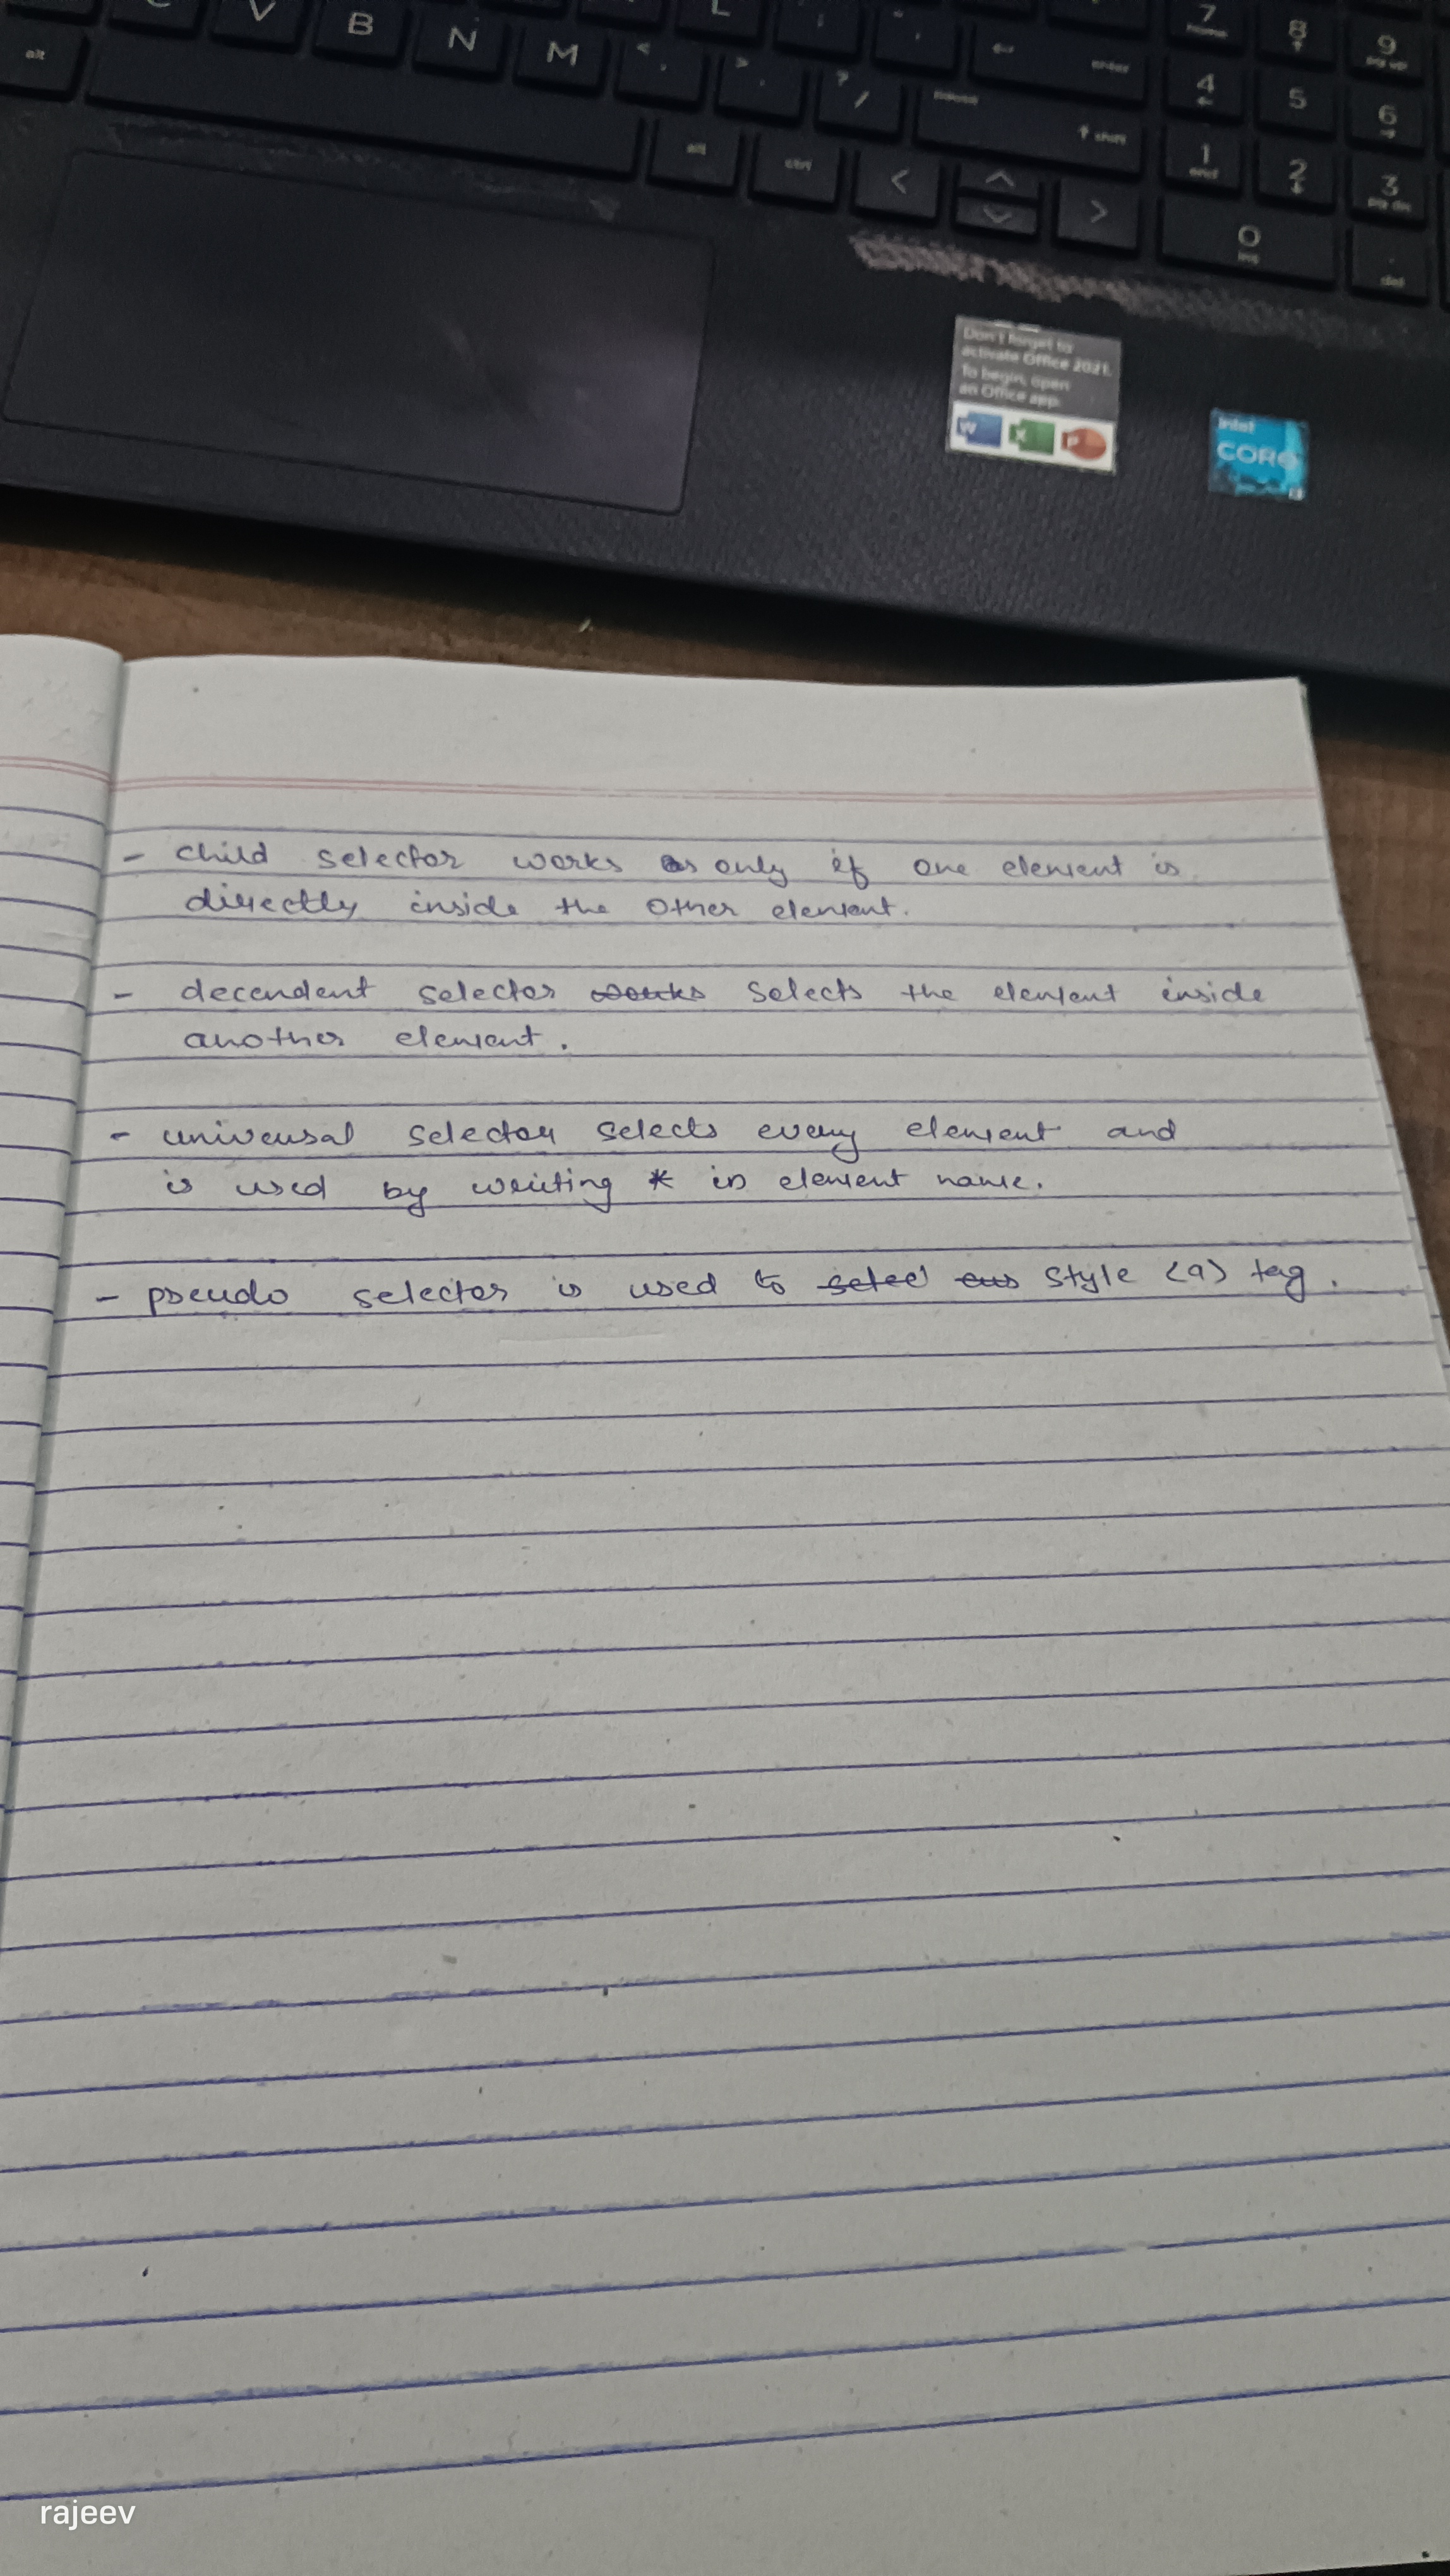 V B N M < , > . ? / enter
alt
7 8 9
home
pg up
4 5 6
pause
↑ shift
1 2 3
end
pg dn
alt ctrl < >
0
ins
.
del
Don't forget to
activate Office 2021.
To begin, open
an Office app.
W X P
intel
CORE
i3
- child selector works only if one element is
directly inside the other element.
- decendent selector works selects the element inside
another element.
- universal selector selects every element and
is used by writing * in element name.
- pseudo selector is used to style <a> tag.
rajeev